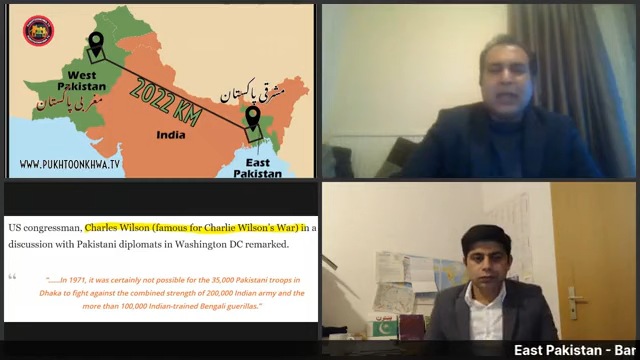 West
Pakistan
مغربی پاکستان
2022 KM
مشرقی پاکستان
India
East
Pakistan
WWW.PUKHTOONKHWA.TV
US congressman, Charles Wilson (famous for Charlie Wilson's War) in a
discussion with Pakistani diplomats in Washington DC remarked.
“
“......In 1971, it was certainly not possible for the 35,000 Pakistani troops in
Dhaka to fight against the combined strength of 200,000 Indian army and the
more than 100,000 Indian-trained Bengali guerillas.”
East Pakistan - Ban